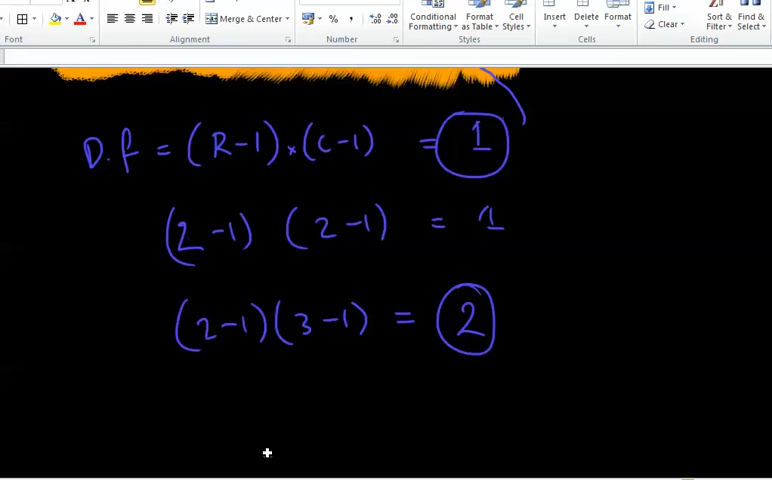 Merge & Center
% ,
Conditional Formatting
Format as Table
Cell Styles
Insert
Delete
Format
Fill
Clear
Sort & Filter
Find & Select
Font
Alignment
Number
Styles
Cells
Editing
D.f = (R-1)×(C-1) = 1
(2-1) (2-1) = 1
(2-1)(3-1) = 2